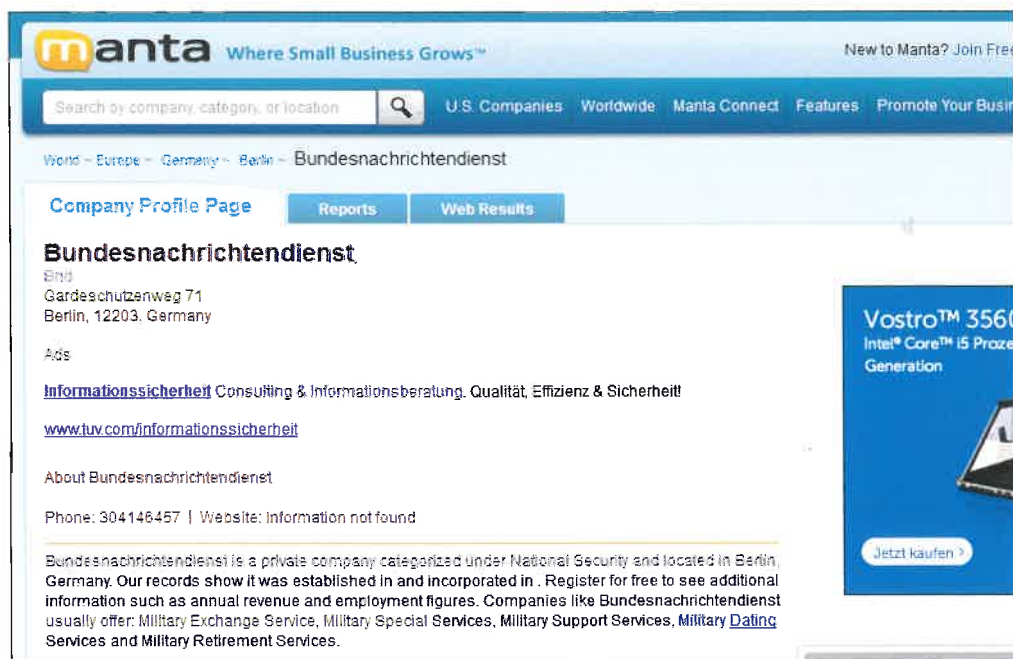 manta Where Small Business Grows™
New to Manta? Join Free
Search by company, category, or location
U.S. Companies Worldwide Manta Connect Features Promote Your Busin
World ~ Europe ~ Germany ~ Berlin ~ Bundesnachrichtendienst
Company Profile Page Reports Web Results
Bundesnachrichtendienst
Bnd
Gardeschutzenweg 71
Berlin, 12203, Germany
Ads
Informationssicherheit Consulting & Informationsberatung. Qualität, Effizienz & Sicherheit!
www.tuv.com/informationssicherheit
About Bundesnachrichtendienst
Phone: 304146457 | Website: Information not found
Bundesnachrichtendienst is a private company categorized under National Security and located in Berlin,
Germany. Our records show it was established in and incorporated in . Register for free to see additional
information such as annual revenue and employment figures. Companies like Bundesnachrichtendienst
usually offer: Military Exchange Service, Military Special Services, Military Support Services, Military Dating
Services and Military Retirement Services.
Vostro™ 3560
Intel® Core™ i5 Proze
Generation
Jetzt kaufen >